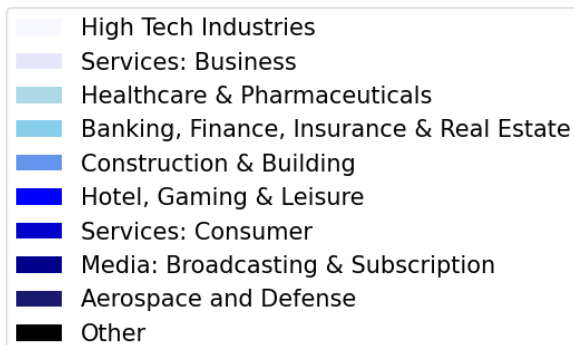 High Tech Industries
Services: Business
Healthcare & Pharmaceuticals
Banking, Finance, Insurance & Real Estate
Construction & Building
Hotel, Gaming & Leisure
Services: Consumer
Media: Broadcasting & Subscription
Aerospace and Defense
Other